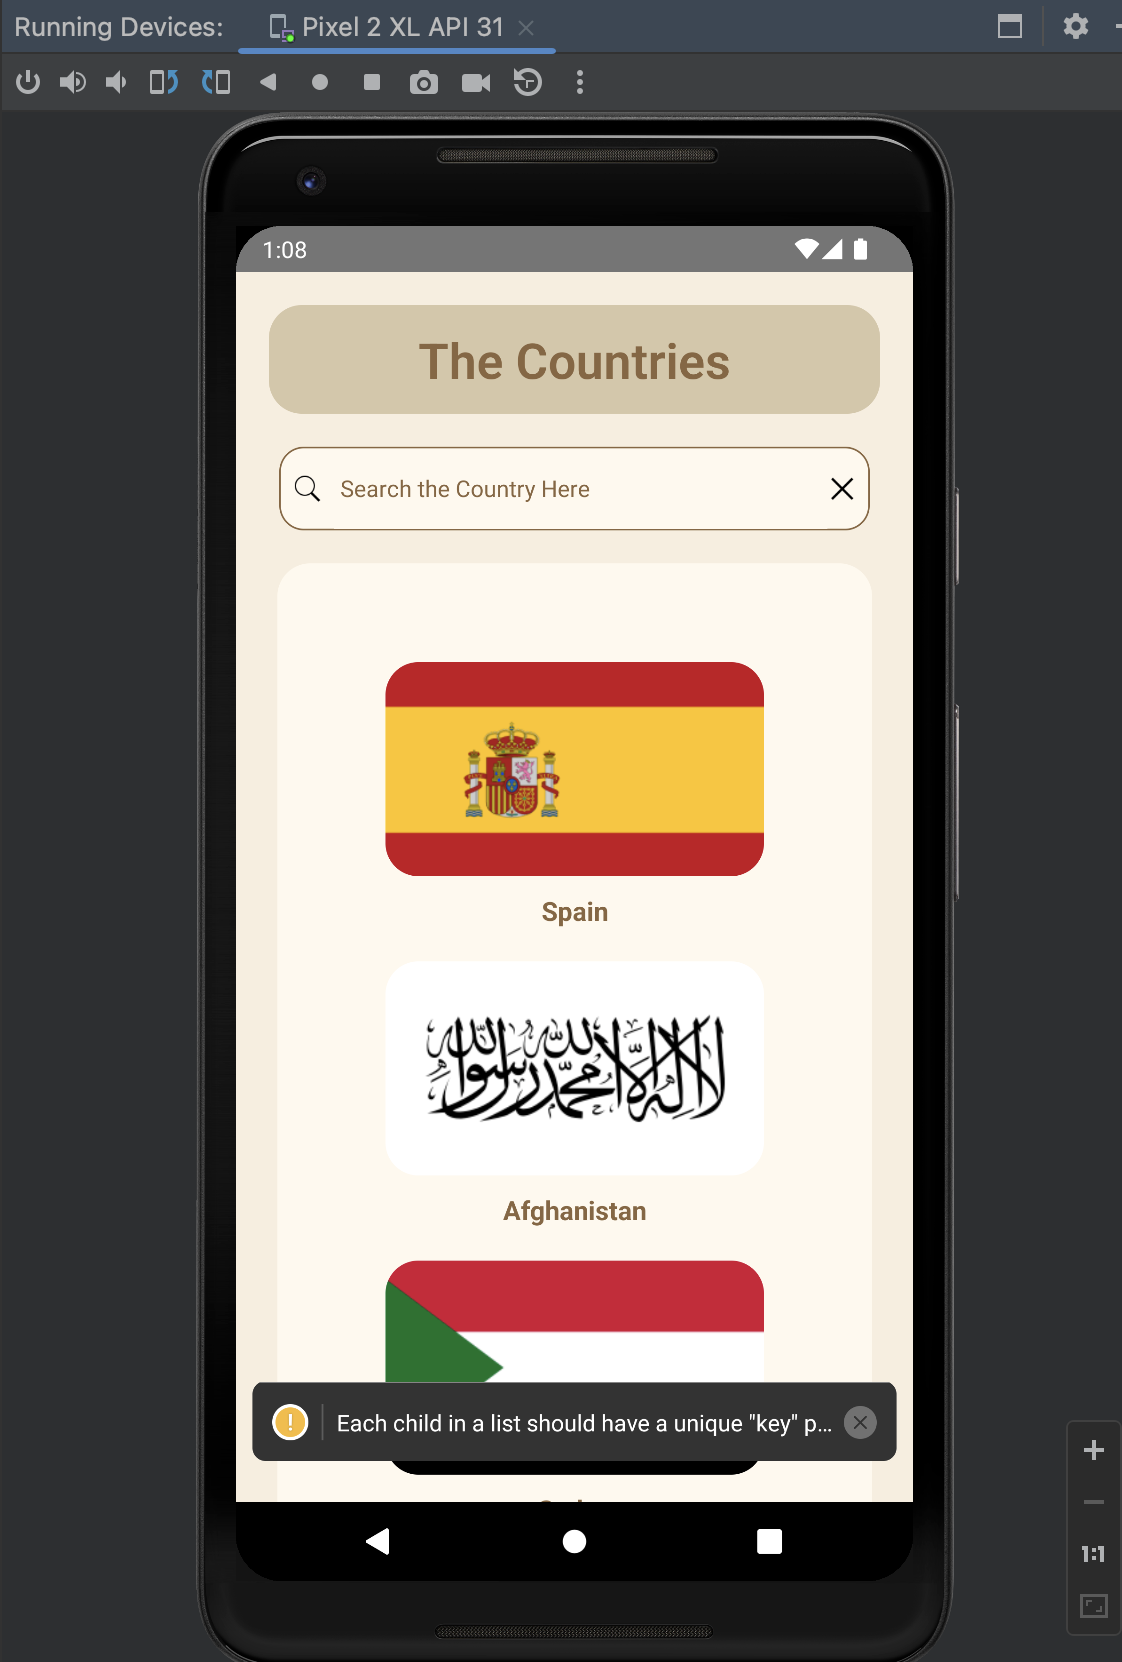 Running Devices:
Pixel 2 XL API 31
1:08
The Countries
Search the Country Here
Spain
لا إله إلا الله محمد رسول الله
Afghanistan
Each child in a list should have a unique "key" p...
1:1